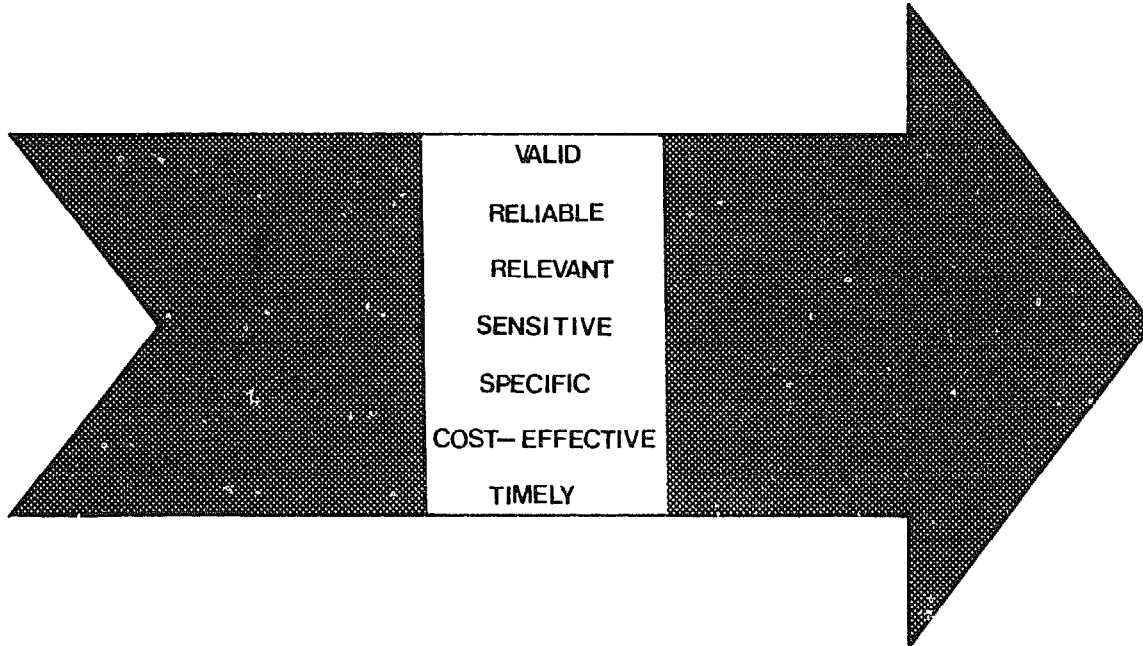 VALID
RELIABLE
RELEVANT
SENSITIVE
SPECIFIC
COST-EFFECTIVE
TIMELY